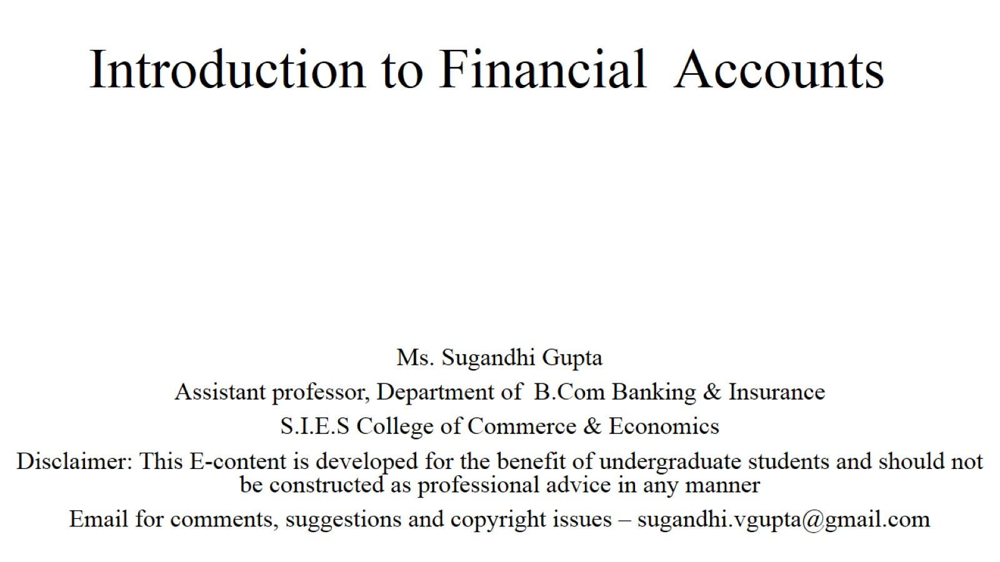 Introduction to Financial  Accounts
Ms. Sugandhi Gupta
Assistant professor, Department of  B.Com Banking & Insurance
S.I.E.S College of Commerce & Economics
Disclaimer: This E-content is developed for the benefit of undergraduate students and should not
be constructed as professional advice in any manner
Email for comments, suggestions and copyright issues – sugandhi.vgupta@gmail.com